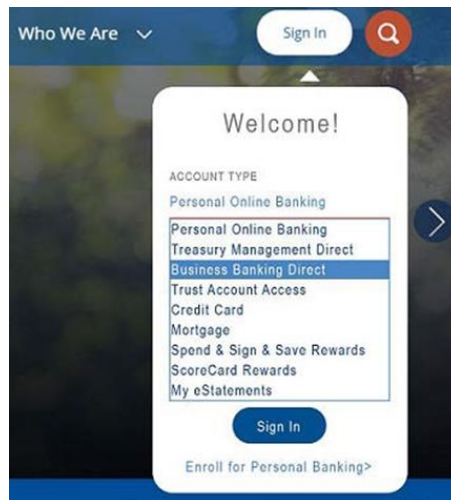 Who We Are
Sign In
Welcome!
ACCOUNT TYPE
Personal Online Banking
Personal Online Banking
Treasury Management Direct
Business Banking Direct
Trust Account Access
Credit Card
Mortgage
Spend & Sign & Save Rewards
ScoreCard Rewards
My eStatements
Sign In
Enroll for Personal Banking>